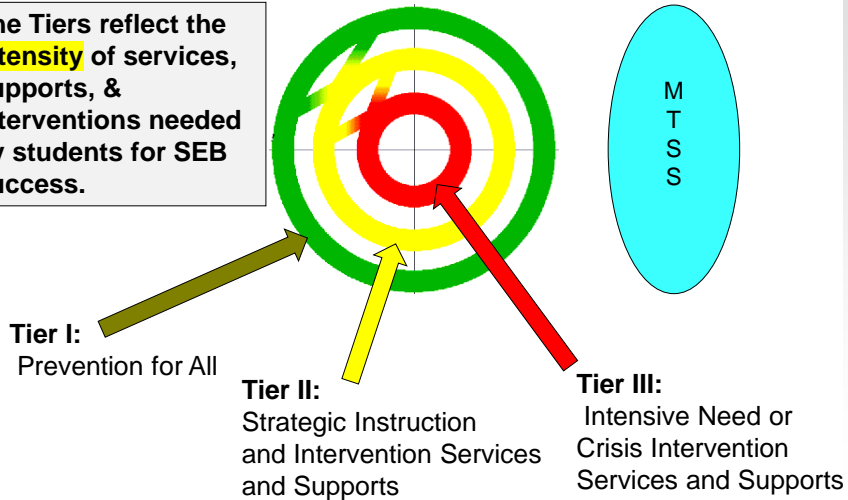 he Tiers reflect the
tensity of services,
upports, &
terventions needed
y students for SEB
uccess.
M
T
S
S
Tier I:
Prevention for All
Tier II:
Strategic Instruction
and Intervention Services
and Supports
Tier III:
Intensive Need or
Crisis Intervention
Services and Supports